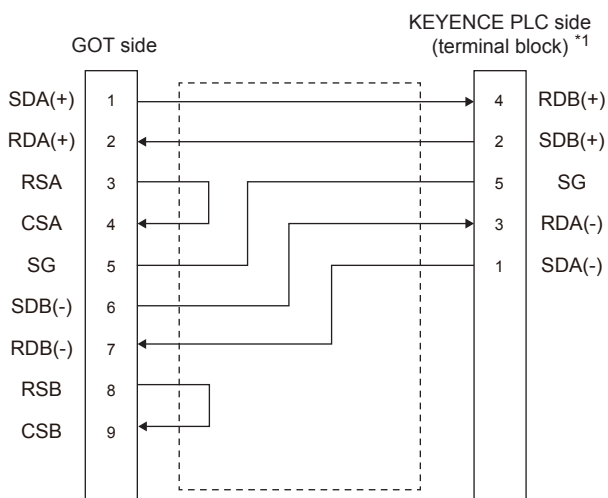 KEYENCE PLC side
GOT side
(terminal block) *1
SDA(+) 1 4 RDB(+)
RDA(+) 2 2 SDB(+)
RSA 3 5 SG
CSA 4 3 RDA(-)
SG 5 1 SDA(-)
SDB(-) 6
RDB(-) 7
RSB 8
CSB 9